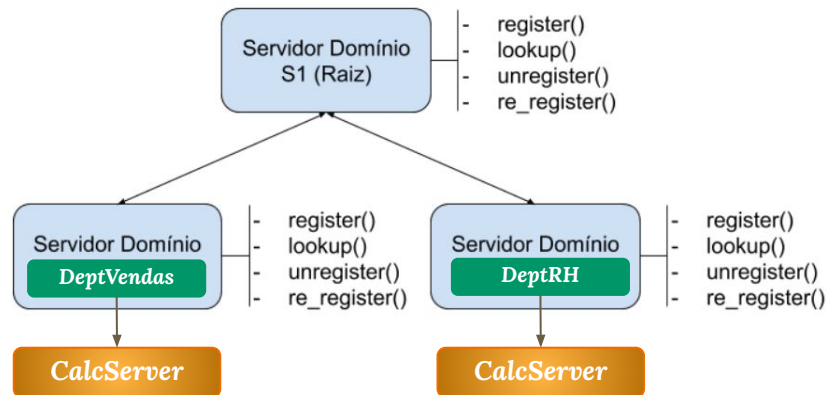 Servidor Domínio
S1 (Raiz)
- register()
- lookup()
- unregister()
- re_register()
Servidor Domínio
DeptVendas
- register()
- lookup()
- unregister()
- re_register()
Servidor Domínio
DeptRH
- register()
- lookup()
- unregister()
- re_register()
CalcServer
CalcServer